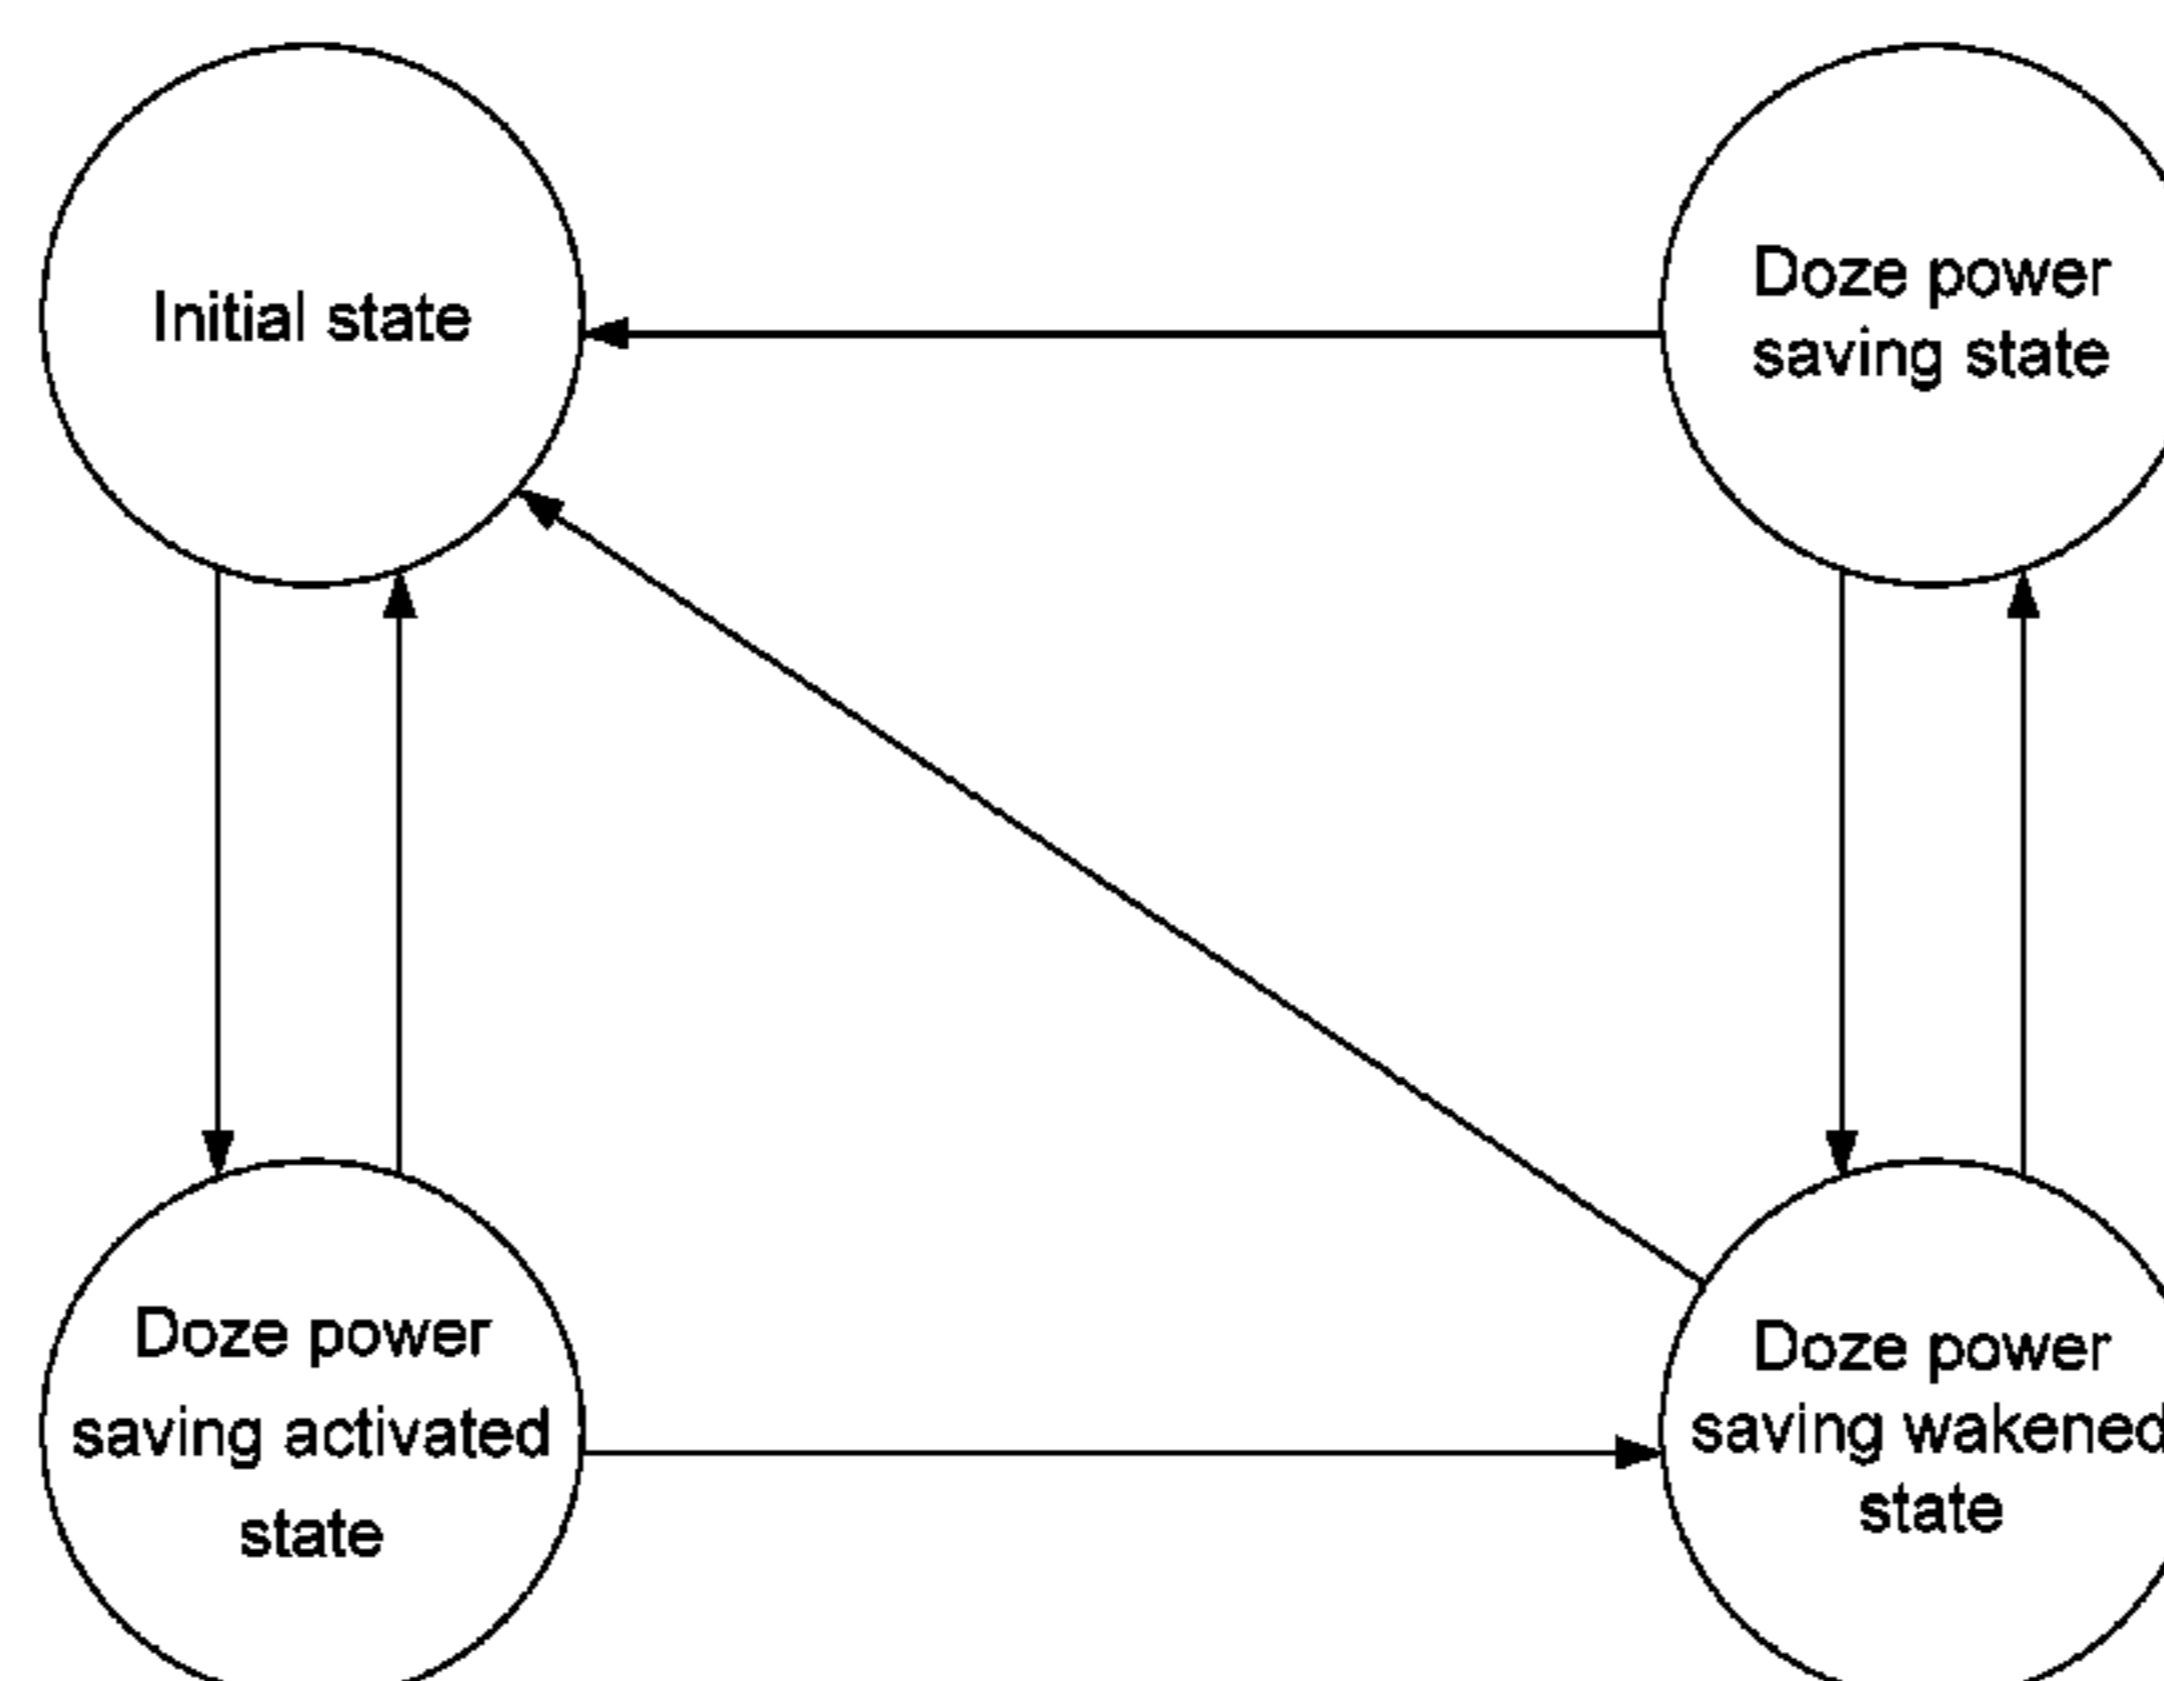 Initial state
Doze power
saving state
Doze power
saving activated
state
Doze power
saving wakened
state